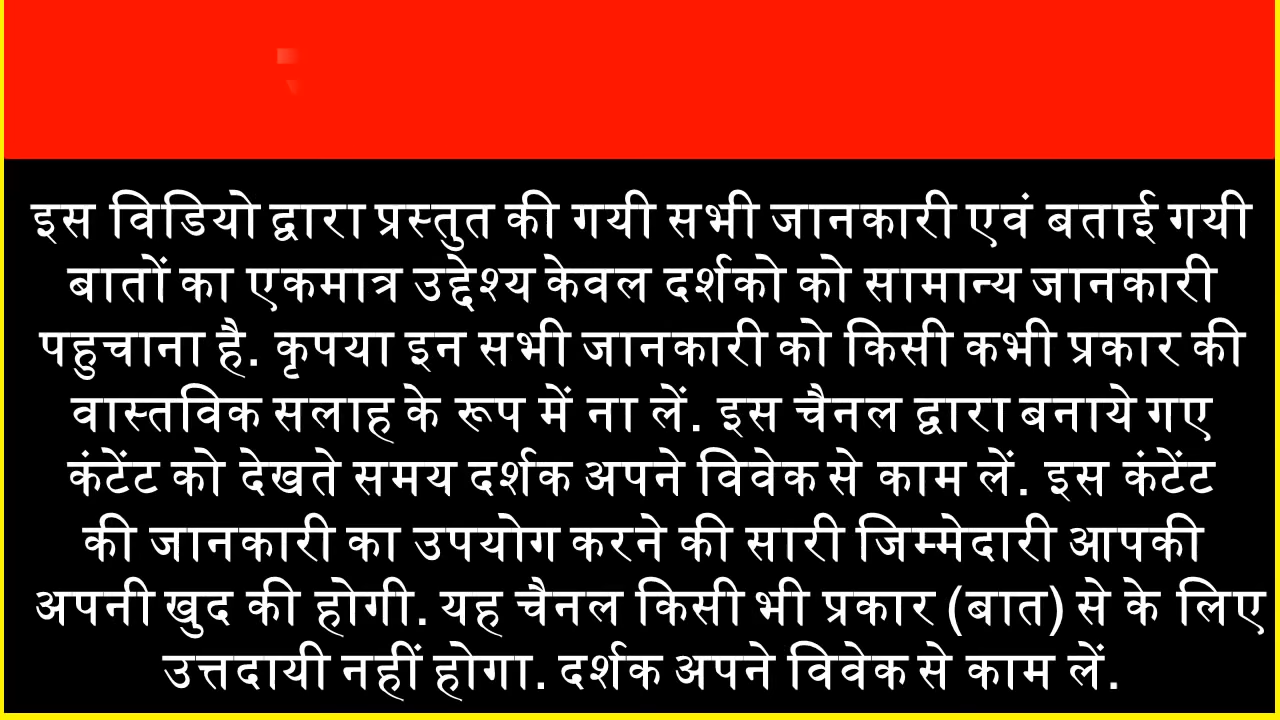 इस विडियो द्वारा प्रस्तुत की गयी सभी जानकारी एवं बताई गयी
बातों का एकमात्र उद्देश्य केवल दर्शको को सामान्य जानकारी
पहुचाना है. कृपया इन सभी जानकारी को किसी कभी प्रकार की
वास्तविक सलाह के रूप में ना लें. इस चैनल द्वारा बनाये गए
कंटेंट को देखते समय दर्शक अपने विवेक से काम लें. इस कंटेंट
की जानकारी का उपयोग करने की सारी जिम्मेदारी आपकी
अपनी खुद की होगी. यह चैनल किसी भी प्रकार (बात) से के लिए
उत्तदायी नहीं होगा. दर्शक अपने विवेक से काम लें.